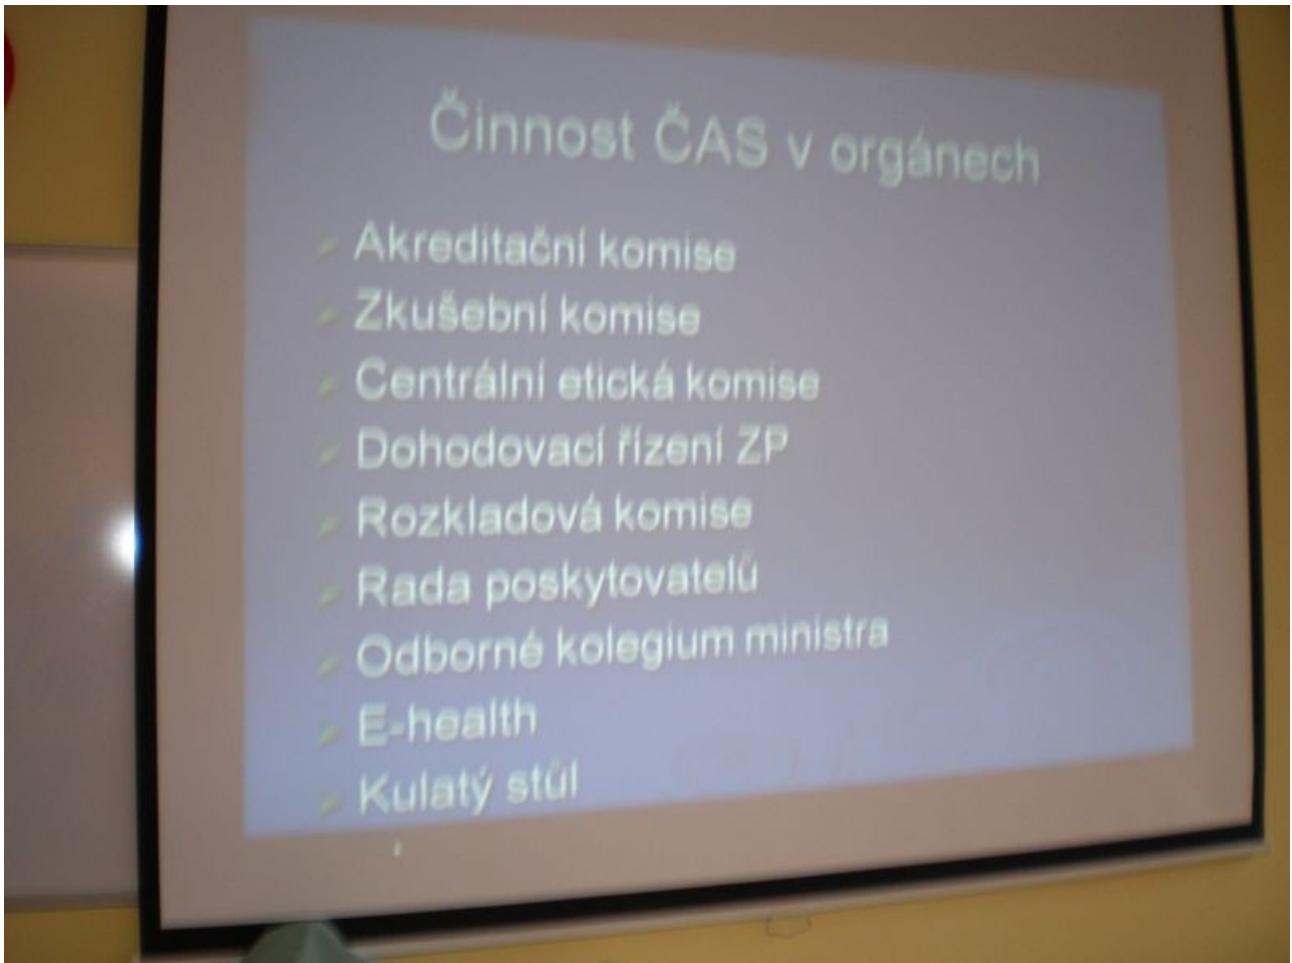 Činnost ČAS v orgánech
Akreditační komise
Zkušební komise
Centrální etická komise
Dohodovací řízení ZP
Rozkladová komise
Rada poskytovatelů
Odborné kolegium ministra
E-health
Kulatý stůl